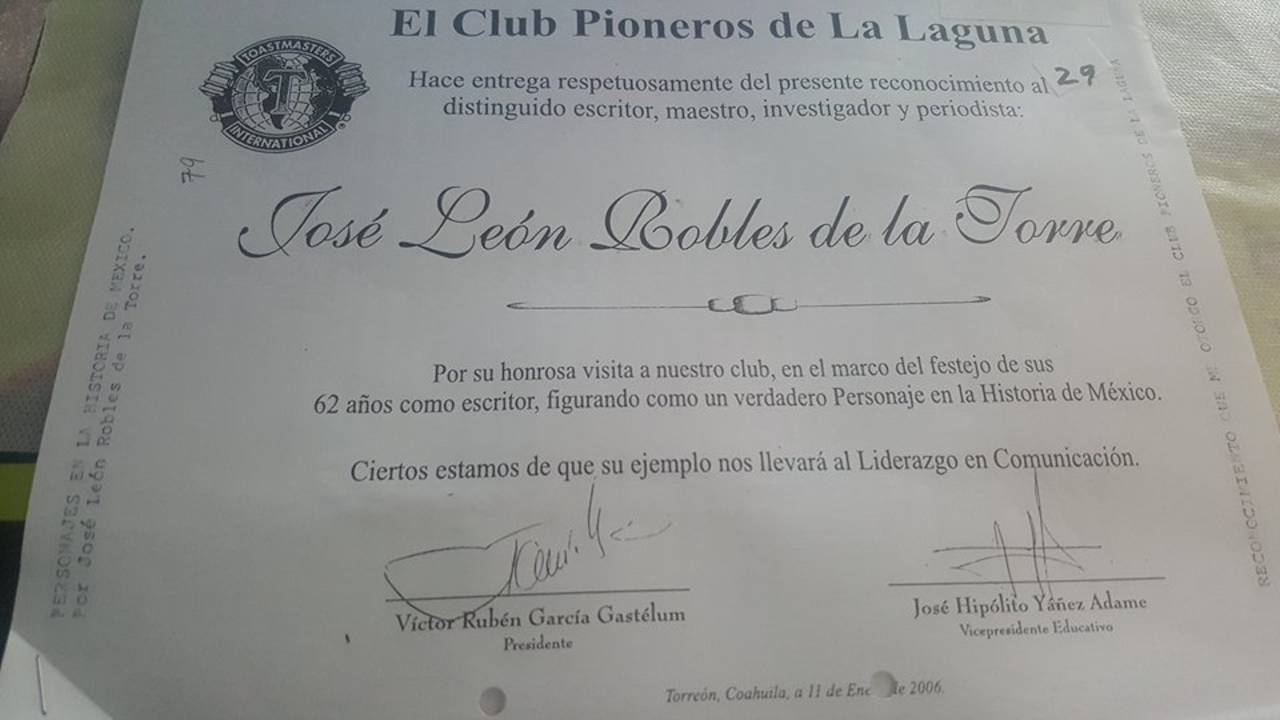 El Club Pioneros de La Laguna
TOASTMASTERS
INTERNATIONAL
Hace entrega respetuosamente del presente reconocimiento al
distinguido escritor, maestro, investigador y periodista:
29
79
José León Robles de la Torre
Por su honrosa visita a nuestro club, en el marco del festejo de sus
62 años como escritor, figurando como un verdadero Personaje en la Historia de México.
Ciertos estamos de que su ejemplo nos llevará al Liderazgo en Comunicación.
Víctor Rubén García Gastélum
Presidente
José Hipólito Yáñez Adame
Vicepresidente Educativo
Torreón, Coahuila, a 11 de Ene de 2006.
PERSONAJES EN LA HISTORIA DE MEXICO.
Por José León Robles de la Torre.
RECONOCIMIENTO QUE ME OTORGO EL CLUB PIONEROS DE LA LAGUNA